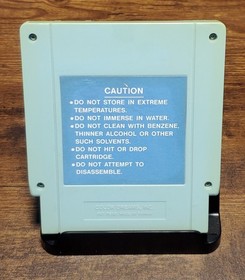 CAUTION
●DO NOT STORE IN EXTREME
TEMPERATURES.
●DO NOT IMMERSE IN WATER.
●DO NOT CLEAN WITH BENZENE,
THINNER ALCOHOL OR OTHER
SUCH SOLVENTS.
●DO NOT HIT OR DROP
CARTRIDGE.
●DO NOT ATTEMPT TO
DISASSEMBLE.